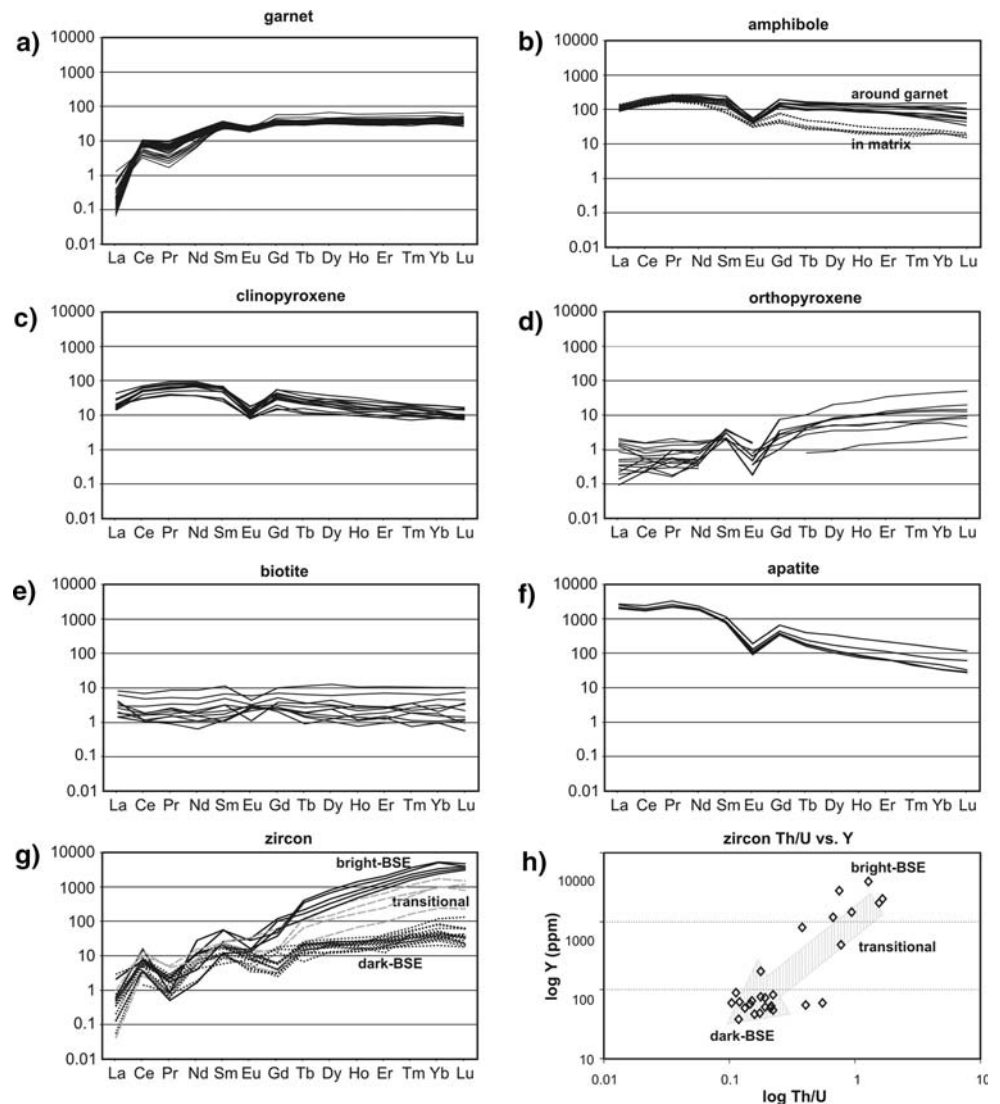 a) garnet
10000
1000
100
10
1
0.1
0.01
La Ce Pr Nd Sm Eu Gd Tb Dy Ho Er Tm Yb Lu
b) amphibole
10000
1000
100
10
1
0.1
0.01
around garnet
in matrix
La Ce Pr Nd Sm Eu Gd Tb Dy Ho Er Tm Yb Lu
c) clinopyroxene
10000
1000
100
10
1
0.1
0.01
La Ce Pr Nd Sm Eu Gd Tb Dy Ho Er Tm Yb Lu
d) orthopyroxene
10000
1000
100
10
1
0.1
0.01
La Ce Pr Nd Sm Eu Gd Tb Dy Ho Er Tm Yb Lu
e) biotite
10000
1000
100
10
1
0.1
0.01
La Ce Pr Nd Sm Eu Gd Tb Dy Ho Er Tm Yb Lu
f) apatite
10000
1000
100
10
1
0.1
0.01
La Ce Pr Nd Sm Eu Gd Tb Dy Ho Er Tm Yb Lu
g) zircon
10000
1000
100
10
1
0.1
0.01
bright-BSE
transitional
dark-BSE
La Ce Pr Nd Sm Eu Gd Tb Dy Ho Er Tm Yb Lu
h) zircon Th/U vs. Y
log Y (ppm)
10000
1000
100
10
bright-BSE
transitional
dark-BSE
0.01 0.1 1 10
log Th/U